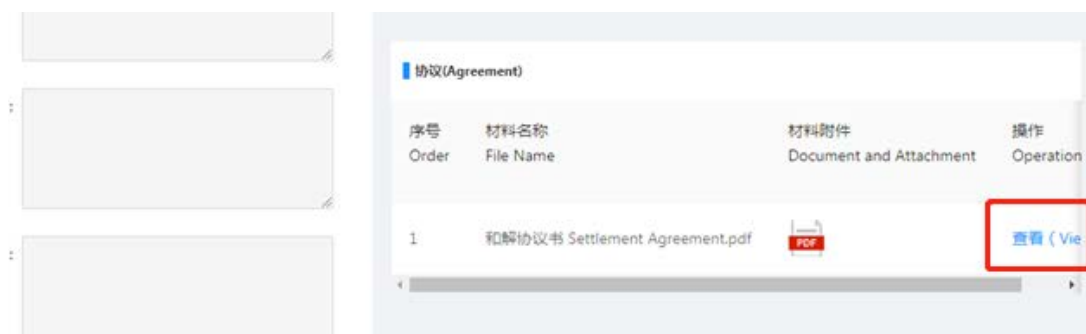 协议(Agreement)
序号 材料名称 材料附件 操作
Order File Name Document and Attachment Operation
1 和解协议书 Settlement Agreement.pdf PDF 查看 ( Vie